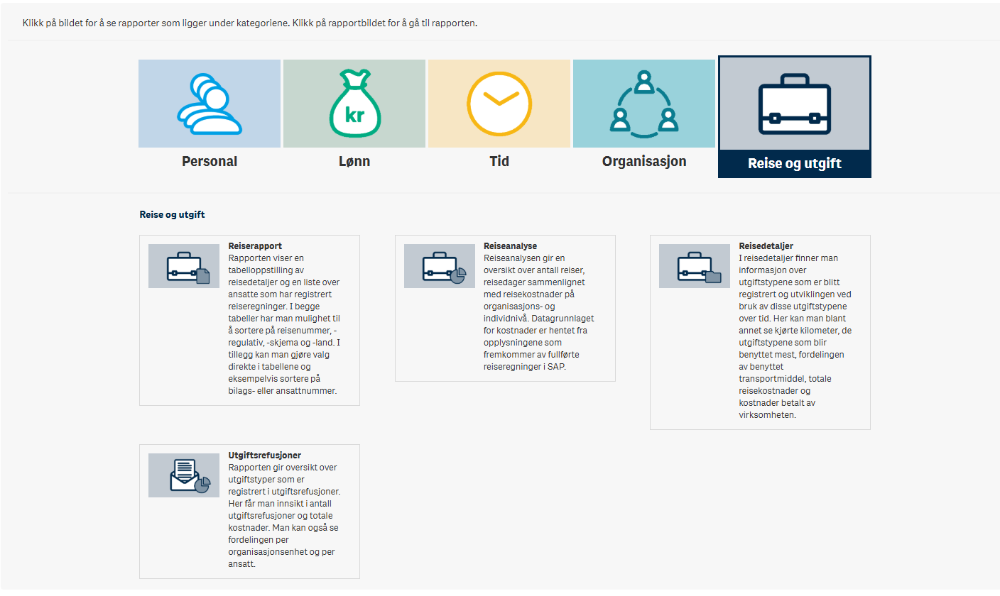 Klikk på bildet for å se rapporter som ligger under kategoriene. Klikk på rapportbildet for å gå til rapporten.
kr
Personal
Lønn
Tid
Organisasjon
Reise og utgift
Reise og utgift
Reiserapport
Rapporten viser en
tabelloppstilling av
reisedetaljer og en liste over
ansatte som har registrert
reiseregninger. I begge
tabeller har man mulighet til
å sortere på reisenummer, -
regulativ, -skjema og -land. I
tillegg kan man gjøre valg
direkte i tabellene og
eksempelvis sortere på
bilags- eller ansattnummer.
Reiseanalyse
Reiseanalysen gir en
oversikt over antall reiser,
reisedager sammenlignet
med reisekostnader på
organisasjons- og
individnivå. Datagrunnlaget
for kostnader er hentet fra
opplysningene som
fremkommer av fullførte
reiseregninger i SAP.
Reisedetaljer
I reisedetaljer finner man
informasjon over
utgiftstypene som er blitt
registrert og utviklingen ved
bruk av disse utgiftstypene
over tid. Her kan man blant
annet se kjørte kilometer, de
utgiftstypene som blir
benyttet mest, fordelingen
av benyttet
transportmiddel, totale
reisekostnader og
kostnader betalt av
virksomheten.
Utgiftsrefusjoner
Rapporten gir oversikt over
utgiftstyper som er
registrert i utgiftsrefusjoner.
Her får man innsikt i antall
utgiftsrefusjoner og totale
kostnader. Man kan også se
fordelingen per
organisasjonsenhet og per
ansatt.